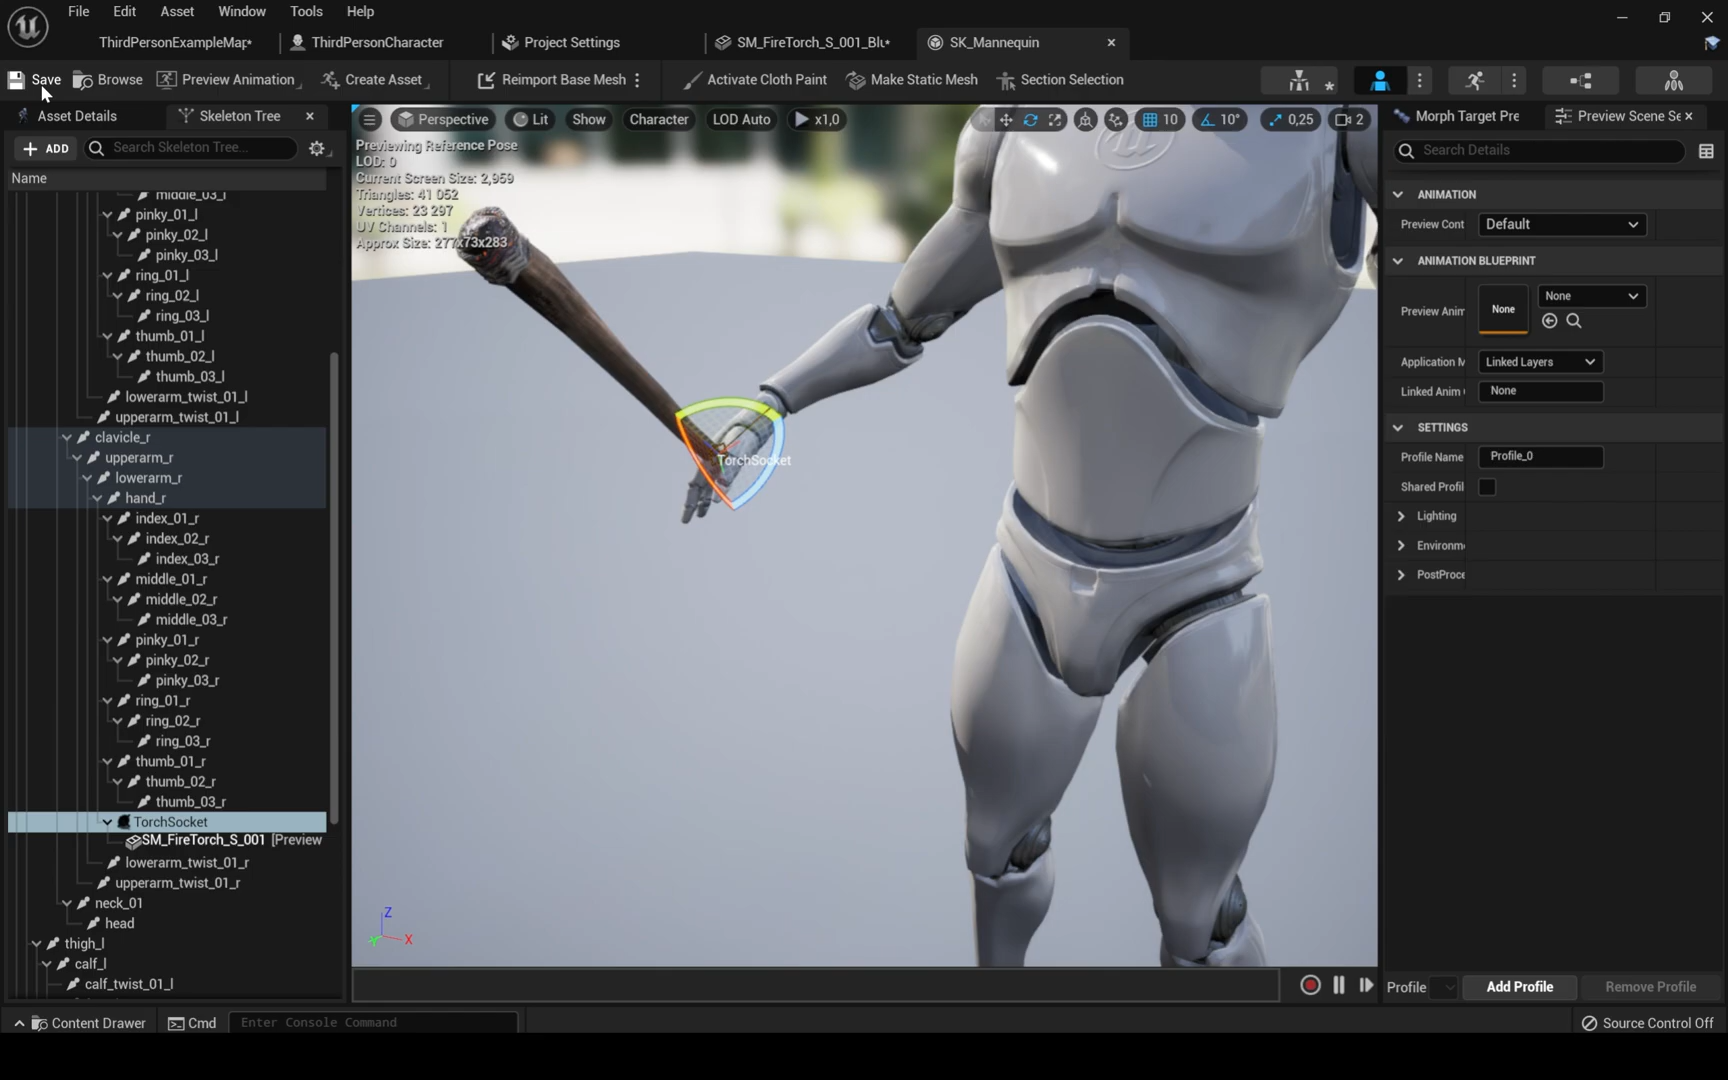 File Edit Asset Window Tools Help
ThirdPersonExampleMap* ThirdPersonCharacter Project Settings SM_FireTorch_S_001_Blu* SK_Mannequin
Save Browse Preview Animation Create Asset Reimport Base Mesh Activate Cloth Paint Make Static Mesh Section Selection
Asset Details Skeleton Tree
ADD Search Skeleton Tree...
Name
middle_03_l
pinky_01_l
pinky_02_l
pinky_03_l
ring_01_l
ring_02_l
ring_03_l
thumb_01_l
thumb_02_l
thumb_03_l
lowerarm_twist_01_l
upperarm_twist_01_l
clavicle_r
upperarm_r
lowerarm_r
hand_r
index_01_r
index_02_r
index_03_r
middle_01_r
middle_02_r
middle_03_r
pinky_01_r
pinky_02_r
pinky_03_r
ring_01_r
ring_02_r
ring_03_r
thumb_01_r
thumb_02_r
thumb_03_r
TorchSocket
SM_FireTorch_S_001 [Preview
lowerarm_twist_01_r
upperarm_twist_01_r
neck_01
head
thigh_l
calf_l
calf_twist_01_l
Perspective Lit Show Character LOD Auto x1,0 10 10° 0,25 2
Previewing Reference Pose
LOD: 0
Current Screen Size: 2,959
Triangles: 41 052
Vertices: 23 297
UV Channels: 1
Approx Size: 277x73x283
TorchSocket
Z
Y X
Morph Target Pre Preview Scene Se
Search Details
ANIMATION
Preview Cont Default
ANIMATION BLUEPRINT
Preview Anim None None
Application M Linked Layers
Linked Anim None
SETTINGS
Profile Name Profile_0
Shared Profil
Lighting
Environm
PostProce
Profile Add Profile Remove Profile
Content Drawer Cmd Enter Console Command Source Control Off